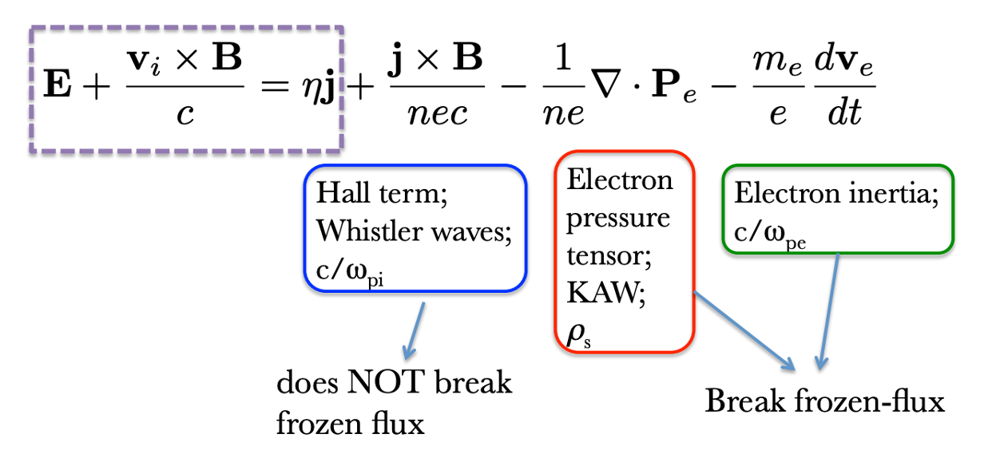 E + v_i × B / c = ηj + j × B / nec − 1 / ne ∇ · P_e − m_e / e dv_e / dt
Hall term;
Whistler waves;
c/ω_pi
Electron
pressure
tensor;
KAW;
ρ_s
Electron inertia;
c/ω_pe
does NOT break
frozen flux
Break frozen-flux